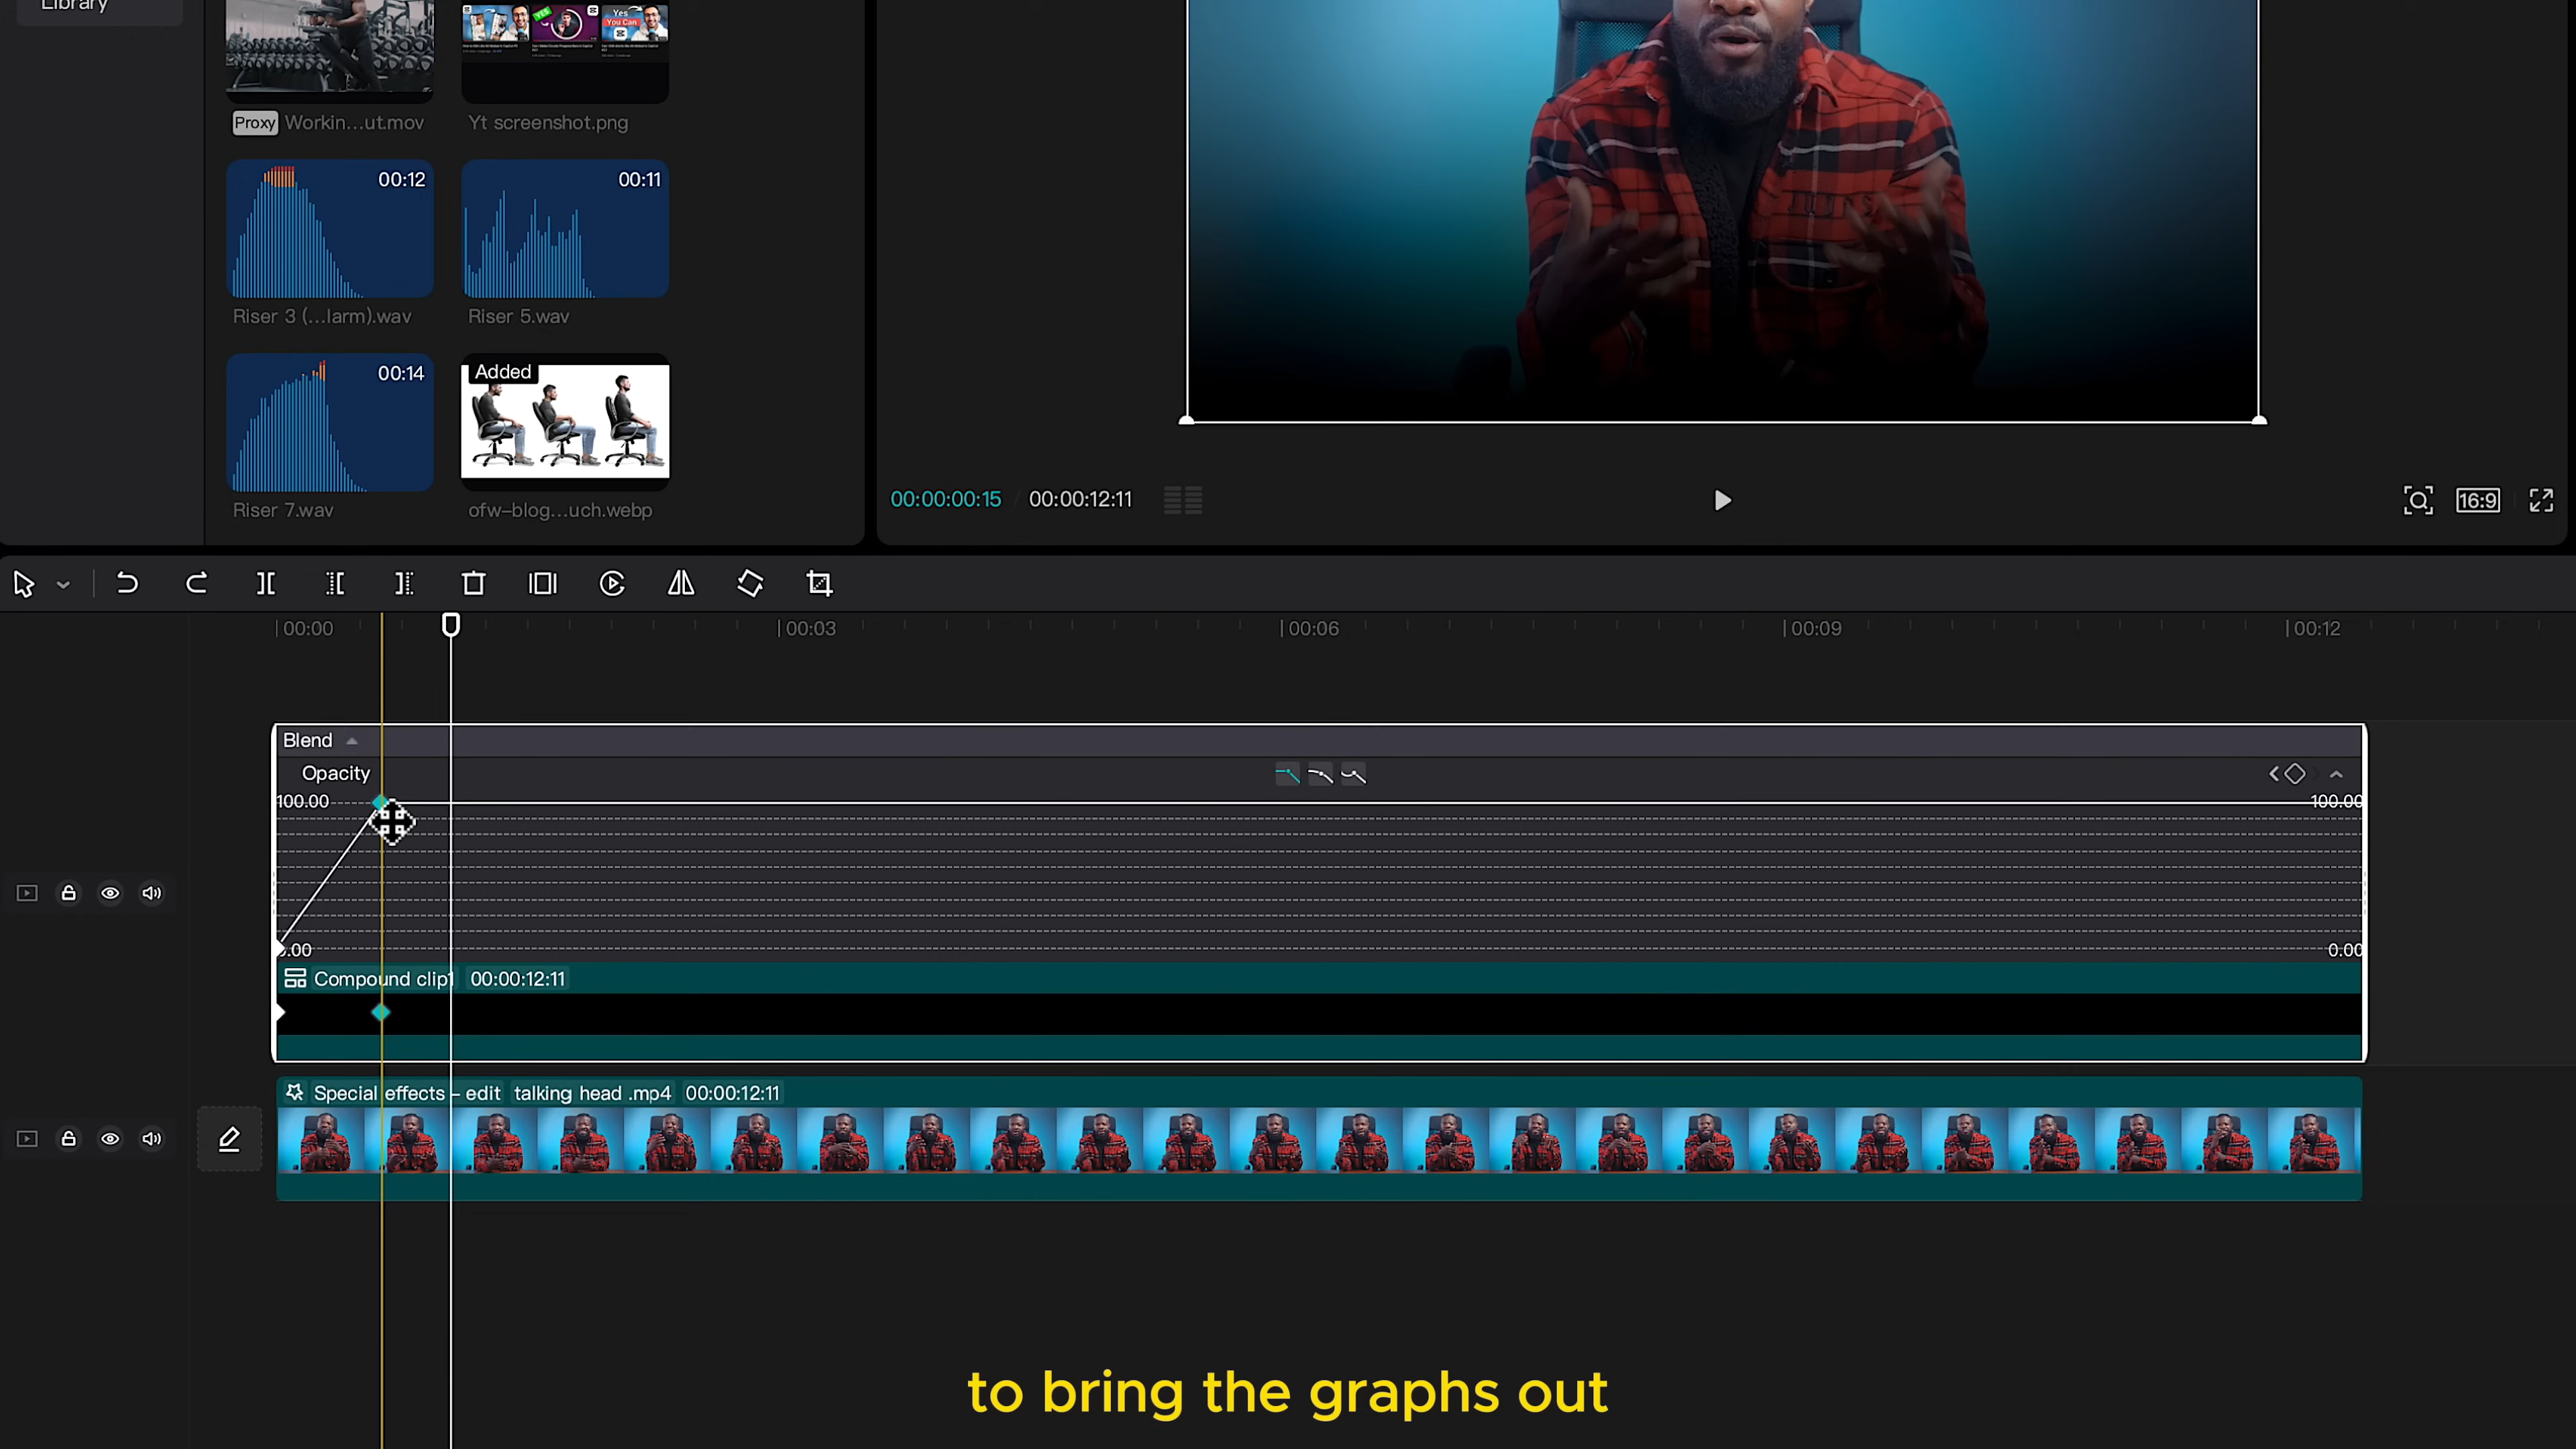 Library
Proxy Workin...ut.mov
Yt screenshot.png
YES
Yes
You Can
00:12
00:11
Riser 3 (...larm).wav
Riser 5.wav
00:14
Added
Riser 7.wav
ofw-blog...uch.webp
00:00:00:15 / 00:00:12:11
16:9
00:00
00:03
00:06
00:09
00:12
Blend
Opacity
100.00
100.00
0.00
0.00
Compound clip1 00:00:12:11
Special effects – edit talking head .mp4 00:00:12:11
to bring the graphs out